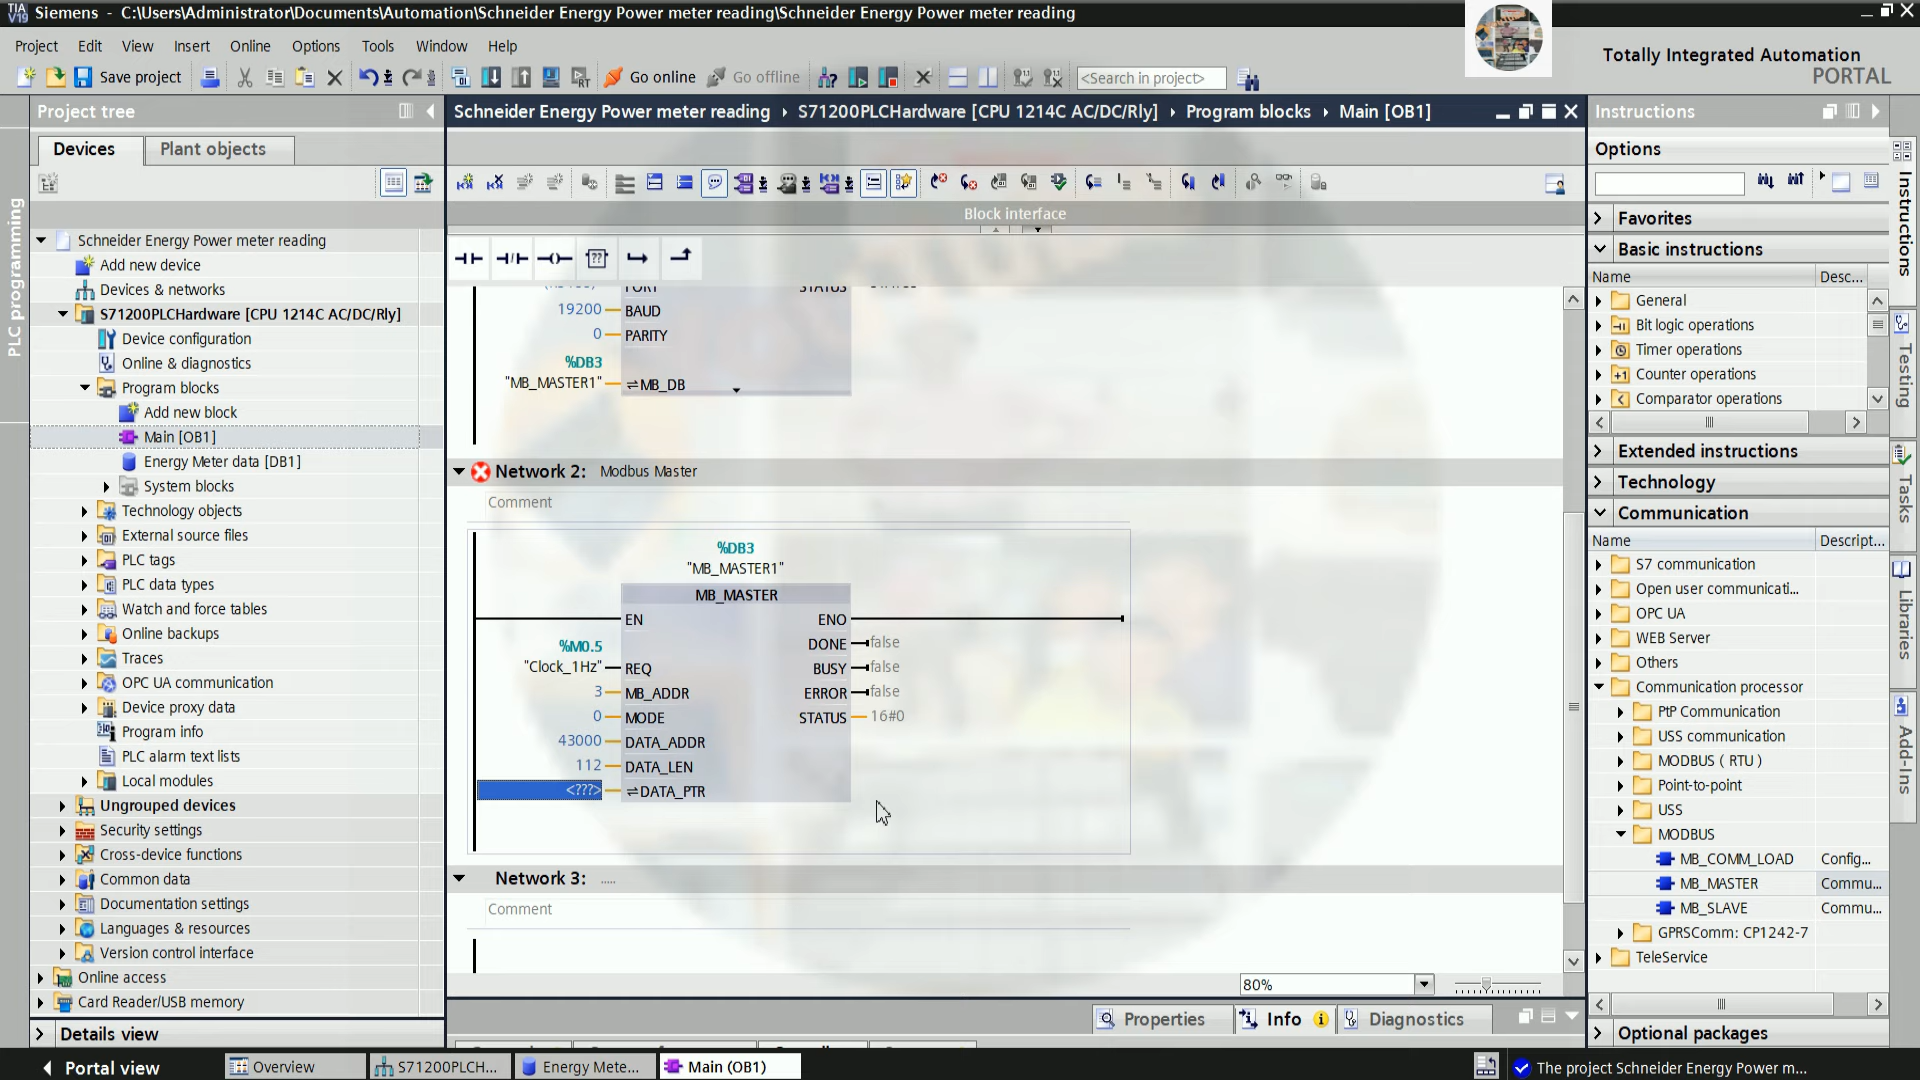 TIA
V19
Siemens - C:\Users\Administrator\Documents\Automation\Schneider Energy Power meter reading\Schneider Energy Power meter reading
Project Edit View Insert Online Options Tools Window Help
Totally Integrated Automation
PORTAL
Save project
Go online
Go offline
<Search in project>
PLC programming
Project tree
Devices
Plant objects
Schneider Energy Power meter reading
Add new device
Devices & networks
S71200PLCHardware [CPU 1214C AC/DC/Rly]
Device configuration
Online & diagnostics
Program blocks
Add new block
Main [OB1]
Energy Meter data [DB1]
System blocks
Technology objects
External source files
PLC tags
PLC data types
Watch and force tables
Online backups
Traces
OPC UA communication
Device proxy data
Program info
PLC alarm text lists
Local modules
Ungrouped devices
Security settings
Cross-device functions
Common data
Documentation settings
Languages & resources
Version control interface
Online access
Card Reader/USB memory
Details view
Schneider Energy Power meter reading › S71200PLCHardware [CPU 1214C AC/DC/Rly] › Program blocks › Main [OB1]
Block interface
PORT
STATUS
19200 BAUD
0 PARITY
%DB3
"MB_MASTER1" MB_DB
Network 2: Modbus Master
Comment
%DB3
"MB_MASTER1"
MB_MASTER
EN ENO
DONE false
%M0.5
"Clock_1Hz" REQ BUSY false
3 MB_ADDR ERROR false
0 MODE STATUS 16#0
43000 DATA_ADDR
112 DATA_LEN
<???> DATA_PTR
Network 3: .....
Comment
80%
Properties
Info
Diagnostics
Instructions
Options
Favorites
Basic instructions
Name Desc...
General
Bit logic operations
Timer operations
Counter operations
Comparator operations
Extended instructions
Technology
Communication
Name Descript...
S7 communication
Open user communicati...
OPC UA
WEB Server
Others
Communication processor
PtP Communication
USS communication
MODBUS ( RTU )
Point-to-point
USS
MODBUS
MB_COMM_LOAD Config...
MB_MASTER Commu...
MB_SLAVE Commu...
GPRSComm: CP1242-7
TeleService
Optional packages
Instructions
Testing
Tasks
Libraries
Add-Ins
Portal view
Overview
S71200PLCH...
Energy Mete...
Main (OB1)
The project Schneider Energy Power m...